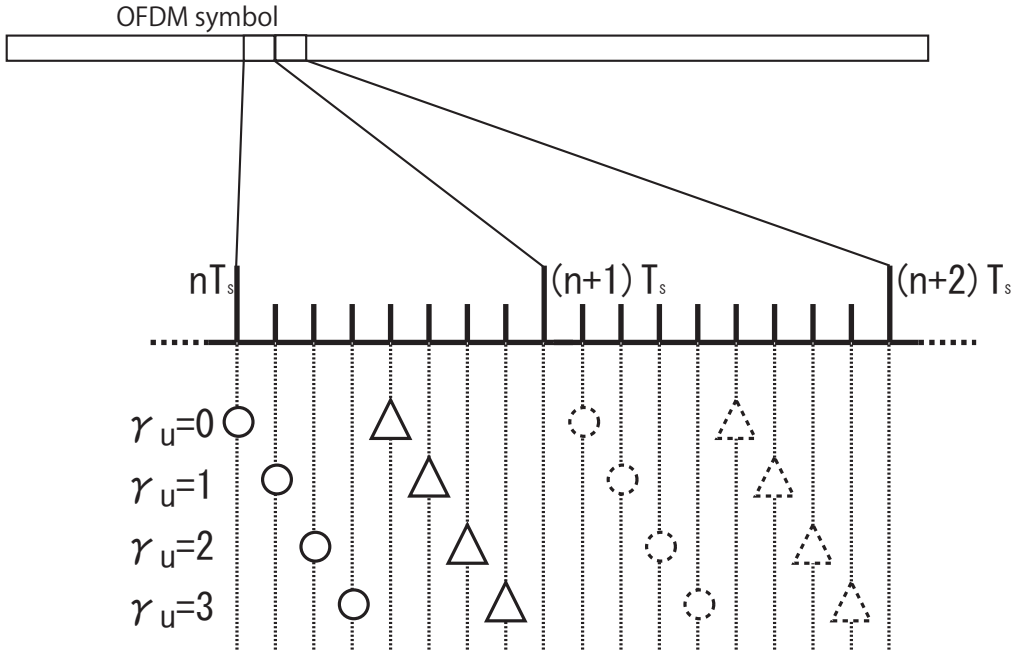 OFDM symbol
nTs (n+1) Ts (n+2) Ts
γu=0
γu=1
γu=2
γu=3